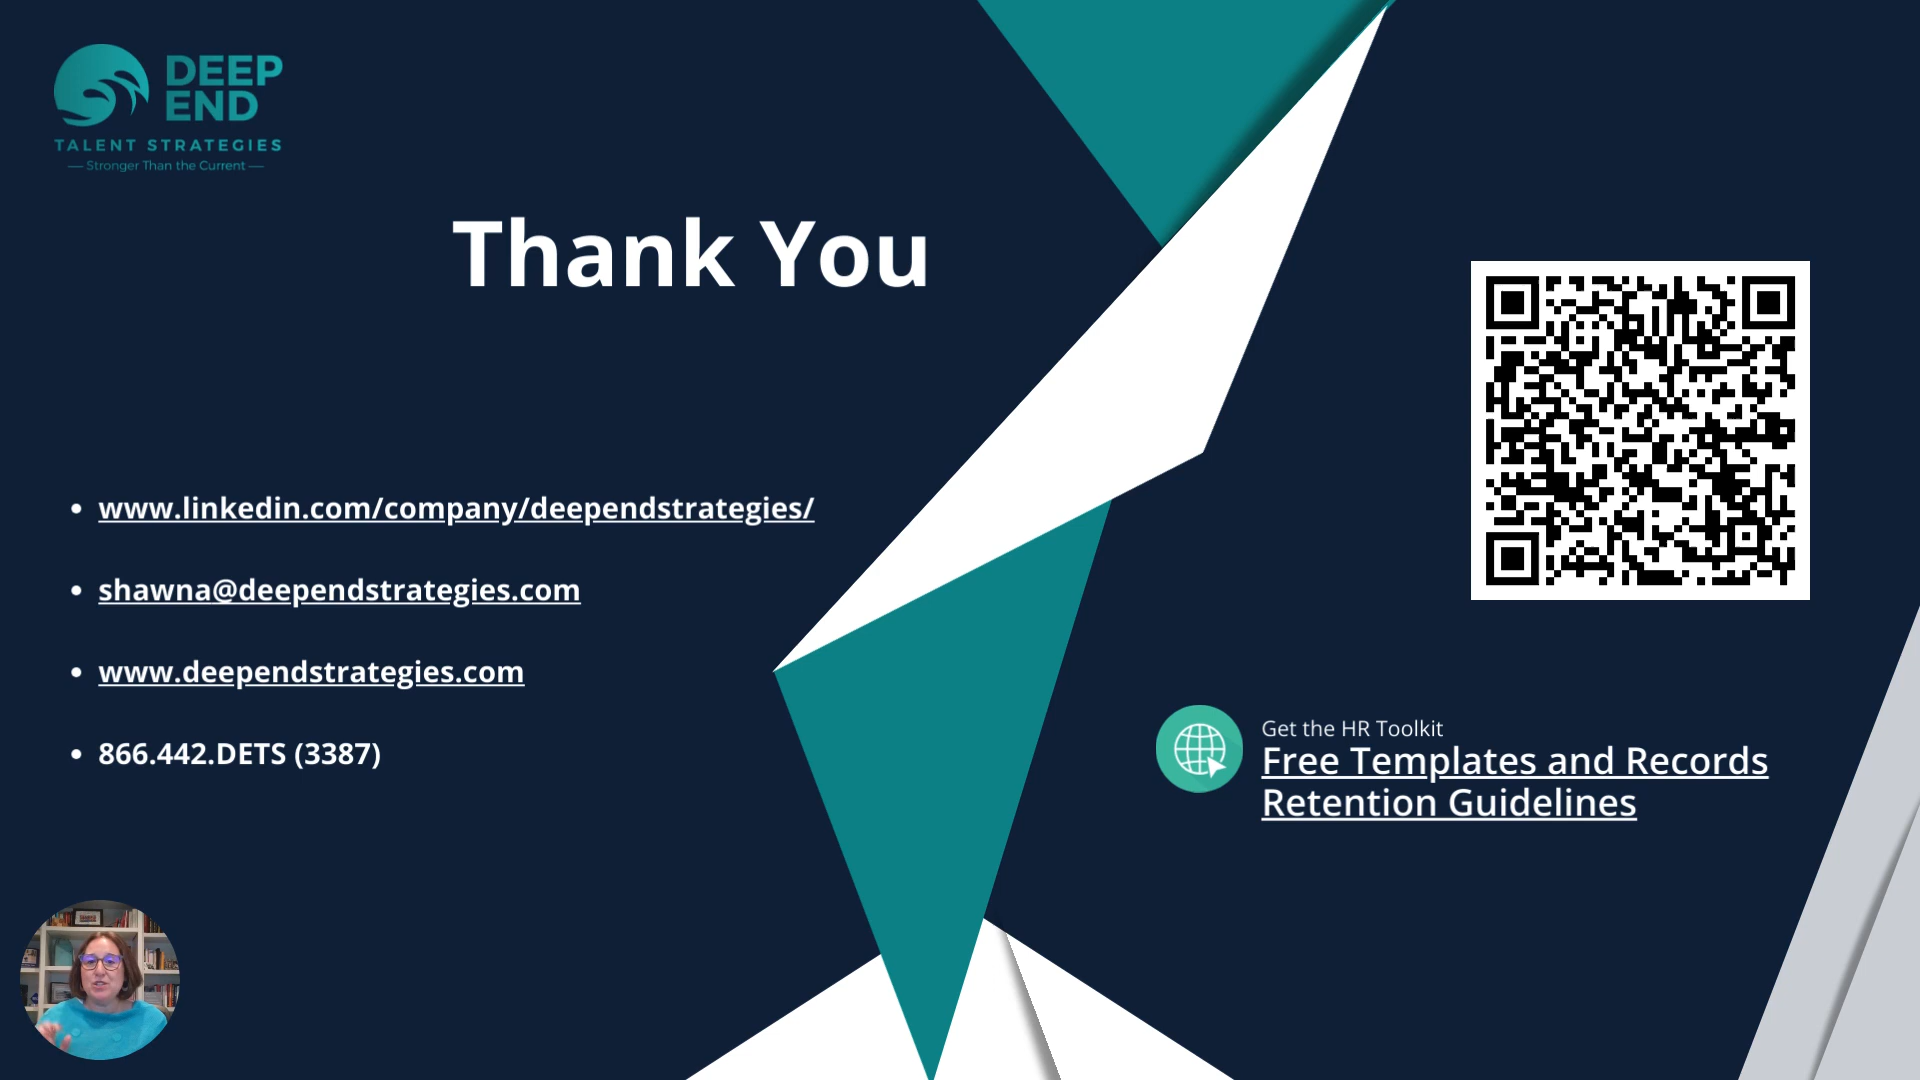 DEEP
END
TALENT STRATEGIES
Stronger Than the Current
Thank You
• www.linkedin.com/company/deependstrategies/
• shawna@deependstrategies.com
• www.deependstrategies.com
• 866.442.DETS (3387)
Get the HR Toolkit
Free Templates and Records
Retention Guidelines